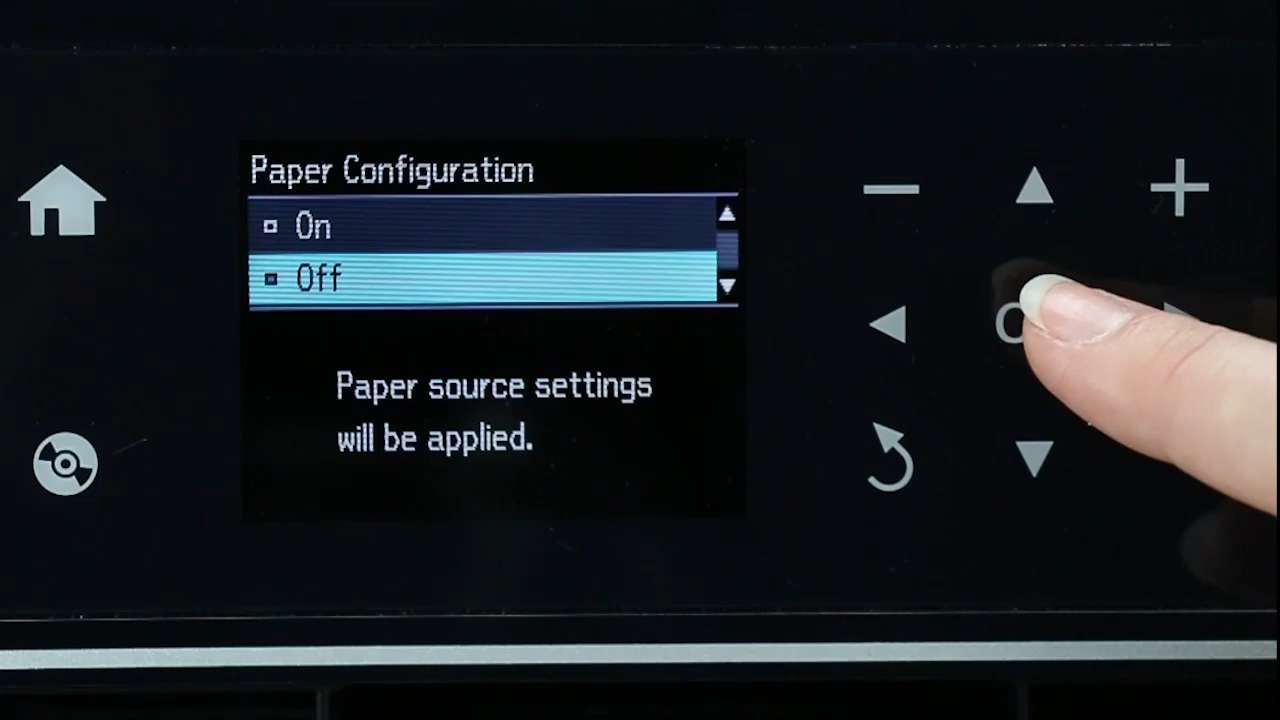 Paper Configuration
On
Off
Paper source settings
will be applied.